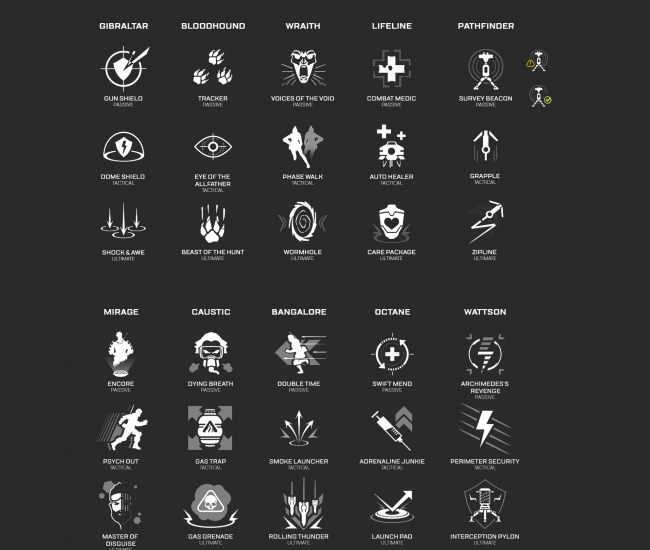 GIBRALTAR BLOODHOUND WRAITH LIFELINE PATHFINDER
GUN SHIELD TRACKER VOICES OF THE VOID COMBAT MEDIC SURVEY BEACON
PASSIVE PASSIVE PASSIVE PASSIVE PASSIVE
DOME SHIELD EYE OF THE PHASE WALK AUTO HEALER GRAPPLE
TACTICAL ALLFATHER TACTICAL TACTICAL TACTICAL
TACTICAL
SHOCK & AWE BEAST OF THE HUNT WORMHOLE CARE PACKAGE ZIPLINE
ULTIMATE ULTIMATE ULTIMATE ULTIMATE ULTIMATE
MIRAGE CAUSTIC BANGALORE OCTANE WATTSON
ENCORE DYING BREATH DOUBLE TIME SWIFT MEND ARCHIMEDES'S
PASSIVE PASSIVE PASSIVE PASSIVE REVENGE
PASSIVE
PSYCH OUT GAS TRAP SMOKE LAUNCHER ADRENALINE JUNKIE PERIMETER SECURITY
TACTICAL TACTICAL TACTICAL TACTICAL TACTICAL
MASTER OF GAS GRENADE ROLLING THUNDER LAUNCH PAD INTERCEPTION PYLON
DISGUISE ULTIMATE ULTIMATE ULTIMATE ULTIMATE
ULTIMATE